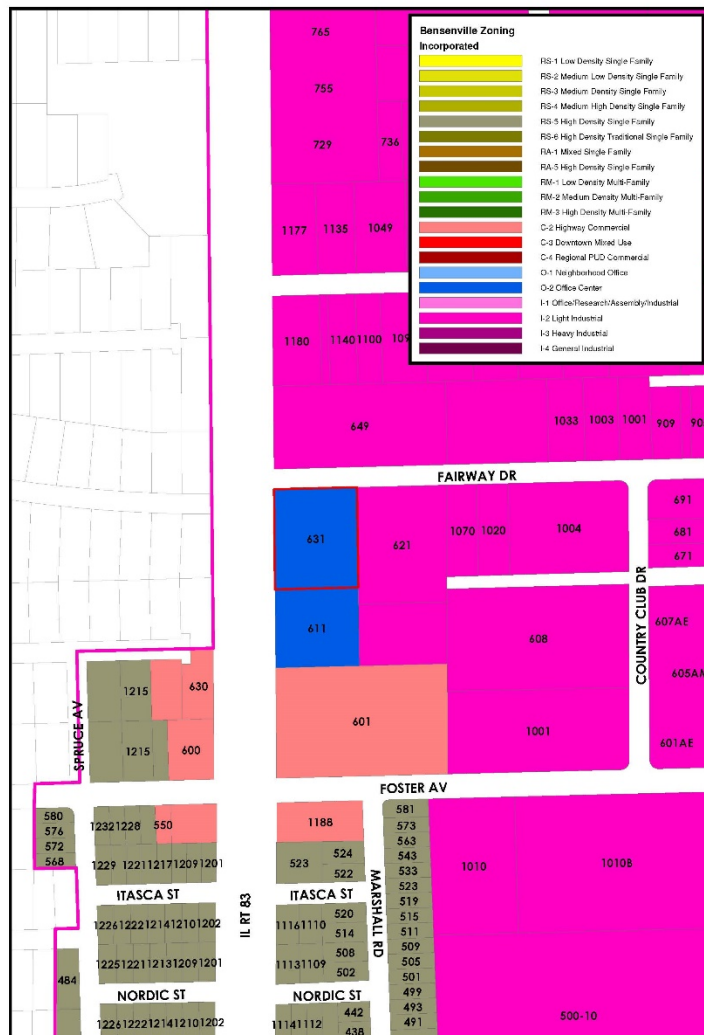 Bensenville Zoning
Incorporated
RS-1 Low Density Single Family
RS-2 Medium Low Density Single Family
RS-3 Medium Density Single Family
RS-4 Medium High Density Single Family
RS-5 High Density Single Family
RS-6 High Density Traditional Single Family
RA-1 Mixed Single Family
RA-5 High Density Single Family
RM-1 Low Density Multi-Family
RM-2 Medium Density Multi-Family
RM-3 High Density Multi-Family
C-2 Highway Commercial
C-3 Downtown Mixed Use
C-4 Regional PUD Commercial
O-1 Neighborhood Office
O-2 Office Center
I-1 Office/Research/Assembly/Industrial
I-2 Light Industrial
I-3 Heavy Industrial
I-4 General Industrial
765
755
729 736
1177 1135 1049
1180 1140 1100
649 1033 1003 1001 909
FAIRWAY DR
631 621 1070 1020 1004 691
681
671
611 608 607AE
COUNTRY CLUB DR
605AM
1215 630
601
SPRUCE AV
1215 600 1001 601AE
FOSTER AV
580 581
576 1232 1228 550 1188 573
572 563
568 1229 1221 1217 1209 1201 523 524 543 1010 1010B
522 533
ITASCA ST ITASCA ST 523
IL RT 83
MARSHALL RD
519
1226 1222 1214 1210 1202 1116 1110 520 515
514 511
508 509
1225 1221 1213 1209 1201 1113 1109 505
484 502 501
NORDIC ST NORDIC ST 499
442 493 500-10
1226 1222 1214 1210 1202 1114 1112 438 491